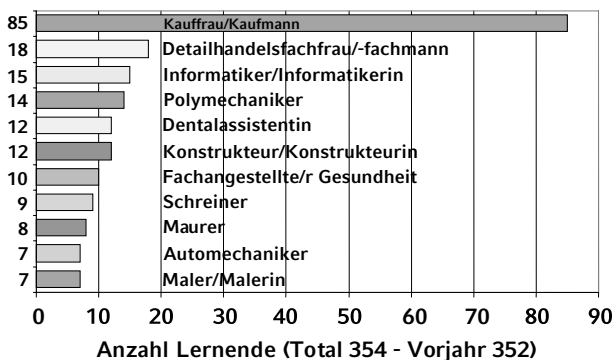 85 Kauffrau/Kaufmann
18 Detailhandelsfachfrau/-fachmann
15 Informatiker/Informatikerin
14 Polymechaniker
12 Dentalassistentin
12 Konstrukteur/Konstrukteurin
10 Fachangestellte/r Gesundheit
9 Schreiner
8 Maurer
7 Automechaniker
7 Maler/Malerin
0 10 20 30 40 50 60 70 80 90
Anzahl Lernende (Total 354 - Vorjahr 352)